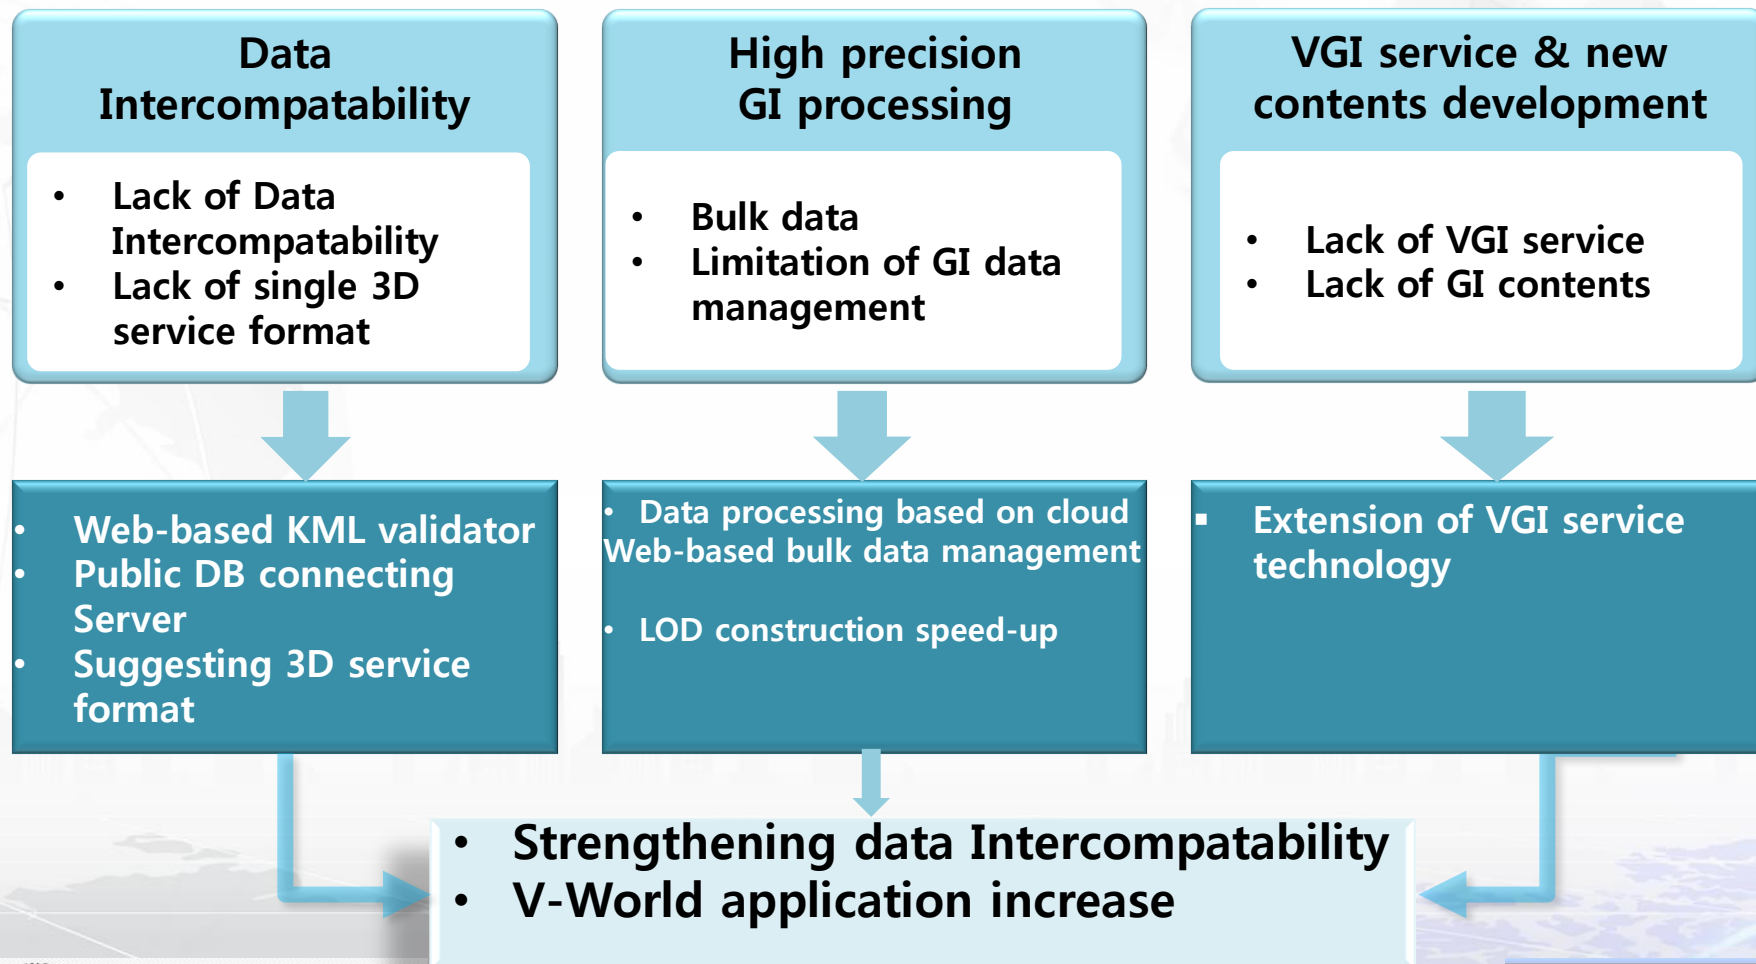 Data
Intercompatability
• Lack of Data
Intercompatability
• Lack of single 3D
service format
High precision
GI processing
• Bulk data
• Limitation of GI data
management
VGI service & new
contents development
• Lack of VGI service
• Lack of GI contents
• Web-based KML validator
• Public DB connecting
Server
• Suggesting 3D service
format
• Data processing based on cloud
Web-based bulk data management
• LOD construction speed-up
▪ Extension of VGI service
technology
• Strengthening data Intercompatability
• V-World application increase